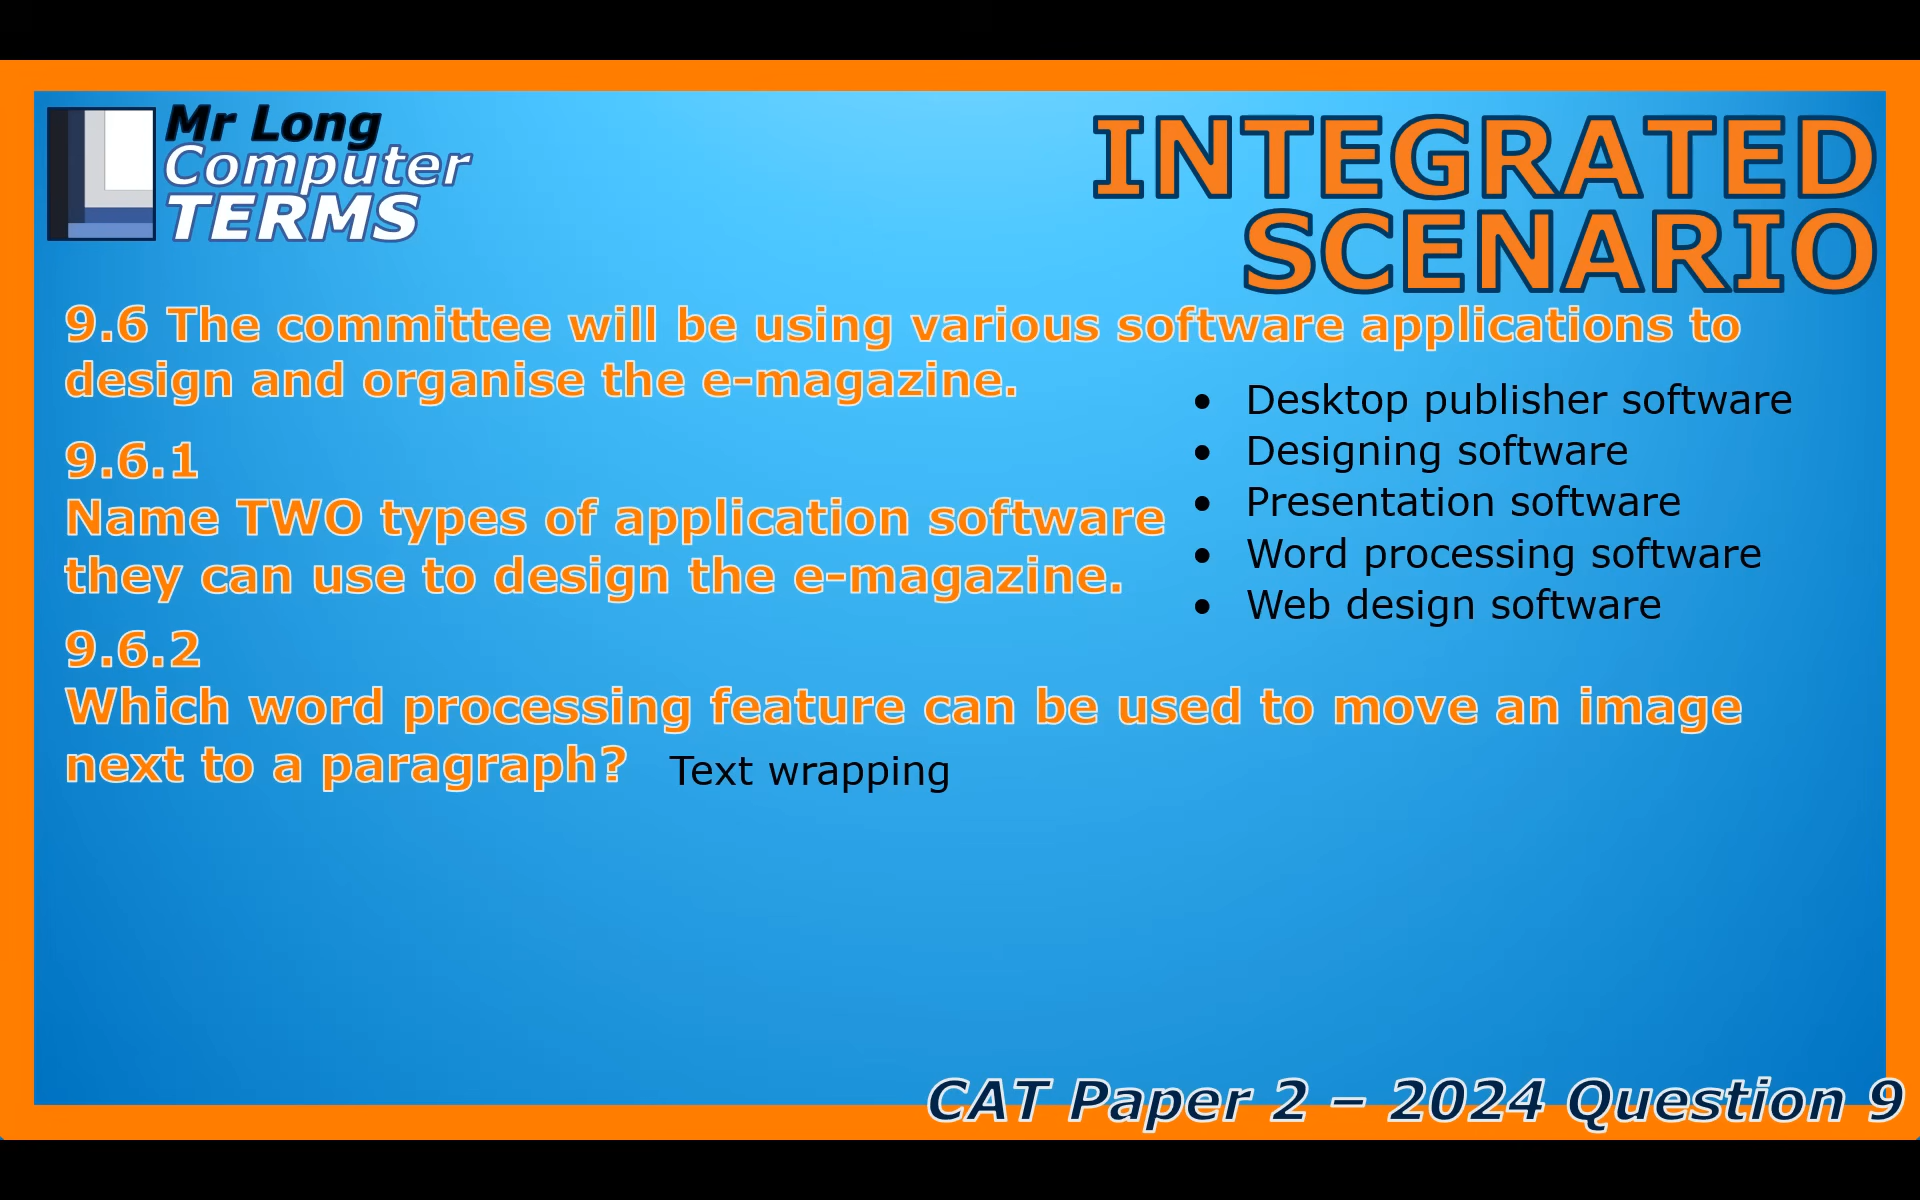 Mr Long
Computer
TERMS
INTEGRATED
SCENARIO
9.6 The committee will be using various software applications to
design and organise the e-magazine.
9.6.1
Name TWO types of application software
they can use to design the e-magazine.
• Desktop publisher software
• Designing software
• Presentation software
• Word processing software
• Web design software
9.6.2
Which word processing feature can be used to move an image
next to a paragraph? Text wrapping
CAT Paper 2 – 2024 Question 9